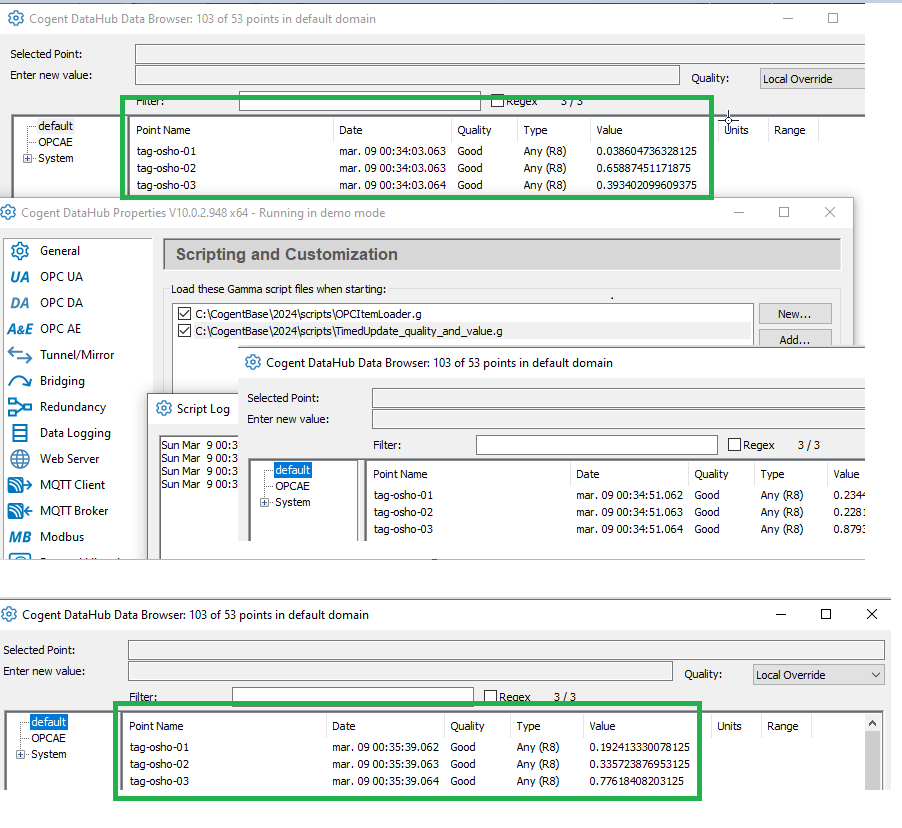 Cogent DataHub Data Browser: 103 of 53 points in default domain
Selected Point:
Enter new value:
Quality: Local Override
Filter: Regex 3 / 3
default
OPCAE
System
Point Name Date Quality Type Value Units Range
tag-osho-01 mar. 09 00:34:03.063 Good Any (R8) 0.038604736328125
tag-osho-02 mar. 09 00:34:03.063 Good Any (R8) 0.65887451171875
tag-osho-03 mar. 09 00:34:03.064 Good Any (R8) 0.393402099609375
Cogent DataHub Properties V10.0.2.948 x64 - Running in demo mode
General
OPC UA
OPC DA
OPC AE
Tunnel/Mirror
Bridging
Redundancy
Data Logging
Web Server
MQTT Client
MQTT Broker
Modbus
UA
DA
A&E
MB
Scripting and Customization
Load these Gamma script files when starting:
C:\CogentBase\2024\scripts\OPCItemLoader.g
C:\CogentBase\2024\scripts\TimedUpdate_quality_and_value.g
New...
Add...
Script Log
Sun Mar 9 00:3
Sun Mar 9 00:3
Sun Mar 9 00:3
Sun Mar 9 00:3
Cogent DataHub Data Browser: 103 of 53 points in default domain
Selected Point:
Enter new value:
Filter: Regex 3 / 3
default
OPCAE
System
Point Name Date Quality Type Value
tag-osho-01 mar. 09 00:34:51.062 Good Any (R8) 0.2344
tag-osho-02 mar. 09 00:34:51.063 Good Any (R8) 0.2281
tag-osho-03 mar. 09 00:34:51.064 Good Any (R8) 0.8793
Cogent DataHub Data Browser: 103 of 53 points in default domain
Selected Point:
Enter new value:
Quality: Local Override
Filter: Regex 3 / 3
default
OPCAE
System
Point Name Date Quality Type Value Units Range
tag-osho-01 mar. 09 00:35:39.062 Good Any (R8) 0.192413330078125
tag-osho-02 mar. 09 00:35:39.063 Good Any (R8) 0.335723876953125
tag-osho-03 mar. 09 00:35:39.064 Good Any (R8) 0.77618408203125